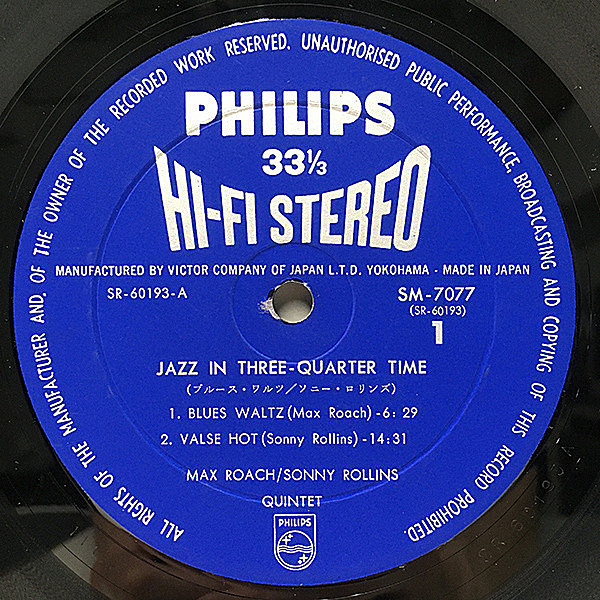 ALL RIGHTS OF THE MANUFACTURER AND, OF THE OWNER OF THE RECORDED WORK RESERVED. UNAUTHORISED PUBLIC PERFORMANCE, BROADCASTING AND COPYING OF THIS RECORD PROHIBITED.
PHILIPS
33⅓
HI-FI STEREO
MANUFACTURED BY VICTOR COMPANY OF JAPAN L.T.D. YOKOHAMA - MADE IN JAPAN
SR-60193-A
SM-7077
(SR-60193)
1
JAZZ IN THREE-QUARTER TIME
(ブルース・ワルツ/ソニー・ロリンズ)
1. BLUES WALTZ (Max Roach) -6: 29
2. VALSE HOT (Sonny Rollins) -14:31
MAX ROACH/SONNY ROLLINS
QUINTET
PHILIPS